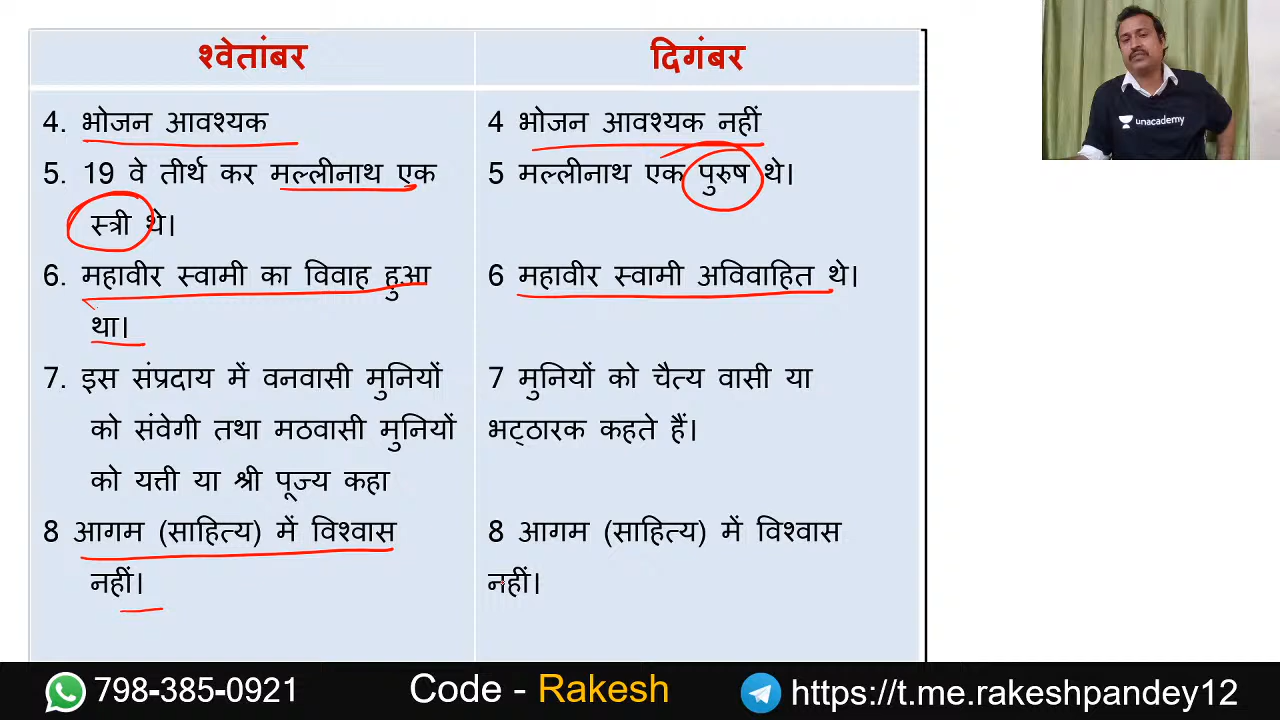 श्वेतांबर
दिगंबर
4. भोजन आवश्यक
4 भोजन आवश्यक नहीं
5. 19 वे तीर्थ कर मल्लीनाथ एक
स्त्री थे।
5 मल्लीनाथ एक पुरुष थे।
6. महावीर स्वामी का विवाह हुआ
था।
6 महावीर स्वामी अविवाहित थे।
7. इस संप्रदाय में वनवासी मुनियों
को संवेगी तथा मठवासी मुनियों
को यत्ती या श्री पूज्य कहा
7 मुनियों को चैत्य वासी या
भट्ठारक कहते हैं।
8 आगम (साहित्य) में विश्वास
नहीं।
8 आगम (साहित्य) में विश्वास
नहीं।
unacademy
798-385-0921
Code - Rakesh
https://t.me.rakeshpandey12